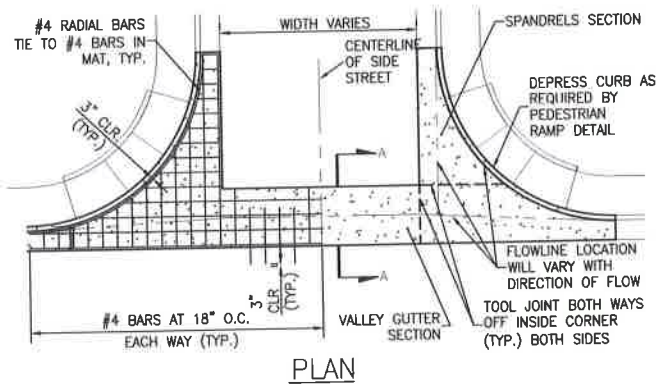 #4 RADIAL BARS
TIE TO #4 BARS IN
MAT, TYP.
WIDTH VARIES
CENTERLINE
OF SIDE
STREET
SPANDRELS SECTION
DEPRESS CURB AS
REQUIRED BY
PEDESTRIAN
RAMP DETAIL
3" CLR.
(TYP.)
A
A
FLOWLINE LOCATION
WILL VARY WITH
DIRECTION OF FLOW
3"
CLR
(TYP.)
#4 BARS AT 18" O.C.
EACH WAY (TYP.)
VALLEY GUTTER
SECTION
TOOL JOINT BOTH WAYS
OFF INSIDE CORNER
(TYP.) BOTH SIDES
PLAN